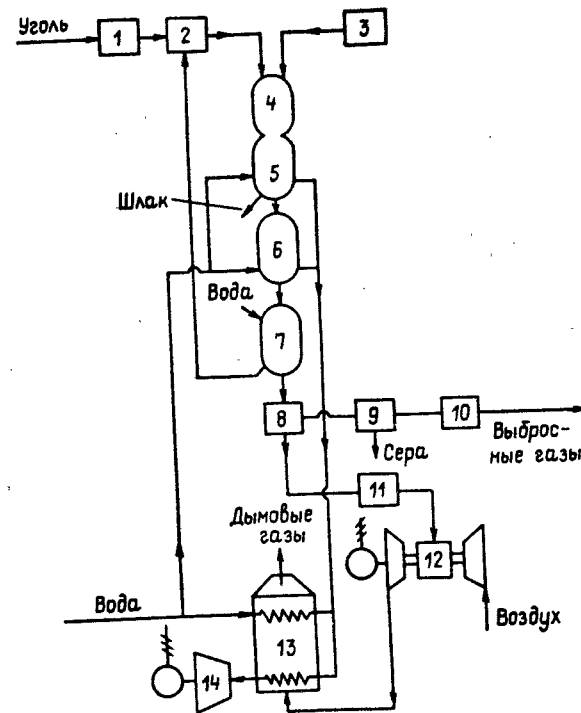 Уголь
1
2
3
4
5
Шлак
6
Вода
7
8
9
10
Выброс-
ные газы
Сера
11
Дымовые
газы
12
Вода
Воздух
13
14